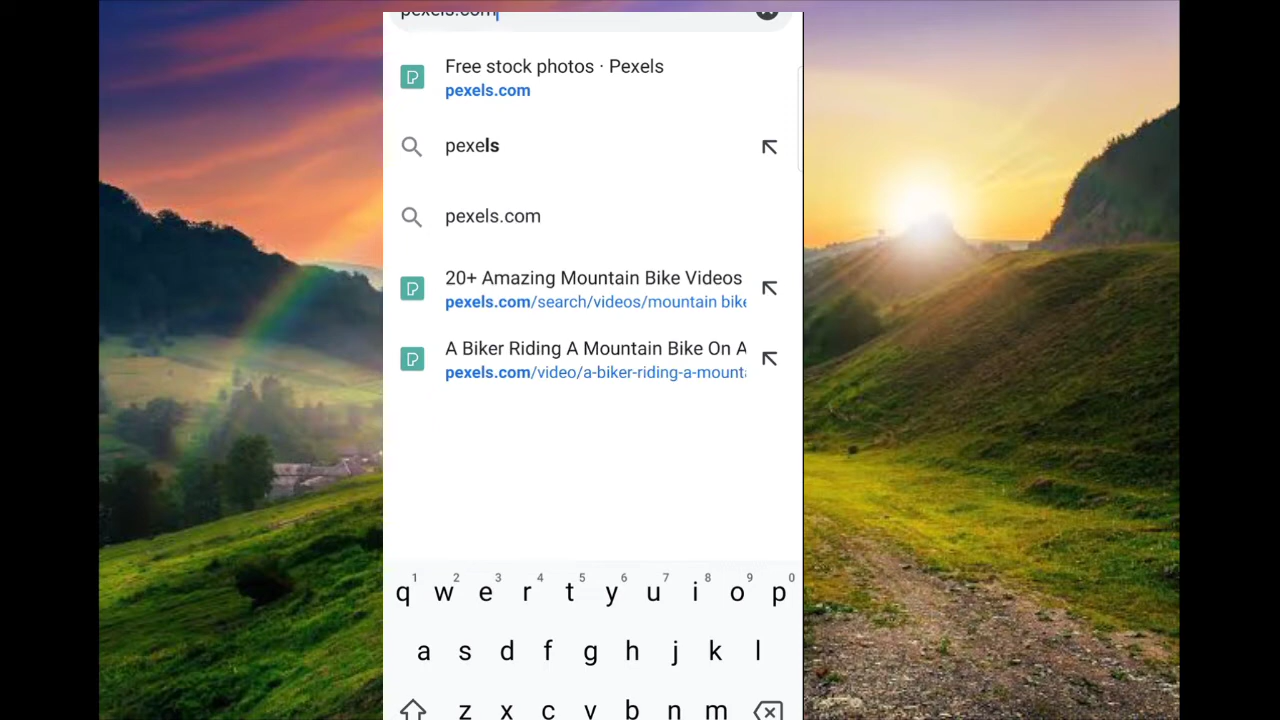 pexels.com
Free stock photos · Pexels
pexels.com
pexels
pexels.com
20+ Amazing Mountain Bike Videos
pexels.com/search/videos/mountain bike
A Biker Riding A Mountain Bike On A
pexels.com/video/a-biker-riding-a-mounta
1 2 3 4 5 6 7 8 9 0
q w e r t y u i o p
a s d f g h j k l
z x c v b n m